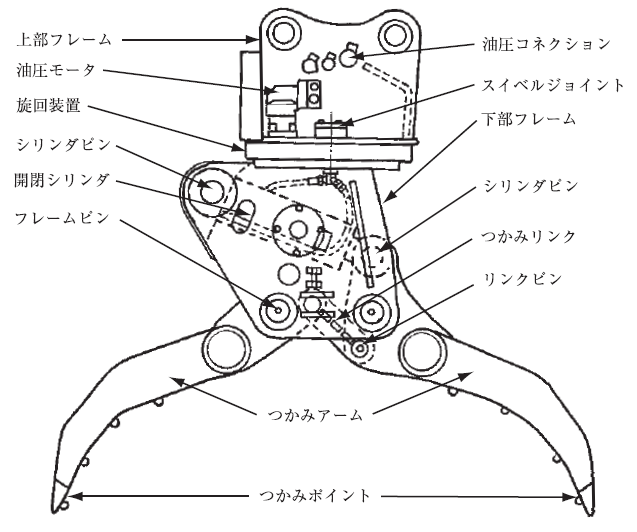 上部フレーム
油圧モータ
旋回装置
シリンダピン
開閉シリンダ
フレームピン
油圧コネクション
スイベルジョイント
下部フレーム
シリンダピン
つかみリンク
リンクピン
つかみアーム
つかみポイント